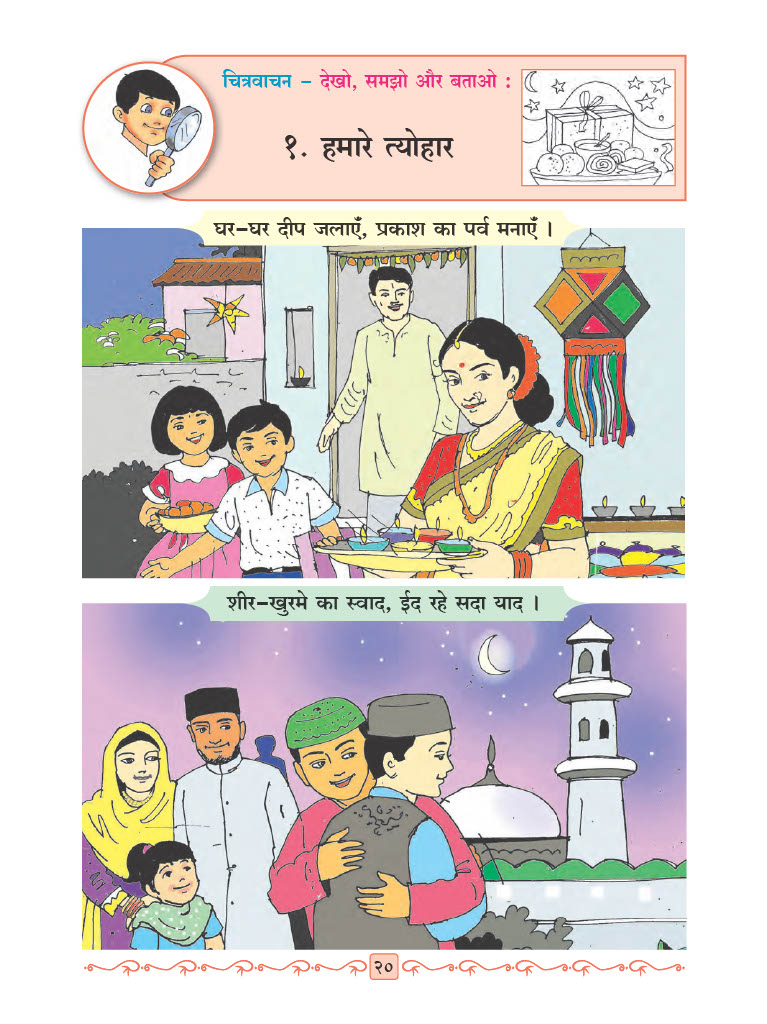 चित्रवाचन – देखो, समझो और बताओ :
१. हमारे त्योहार
घर-घर दीप जलाएँ, प्रकाश का पर्व मनाएँ ।
शीर-खुरमे का स्वाद, ईद रहे सदा याद ।
२०